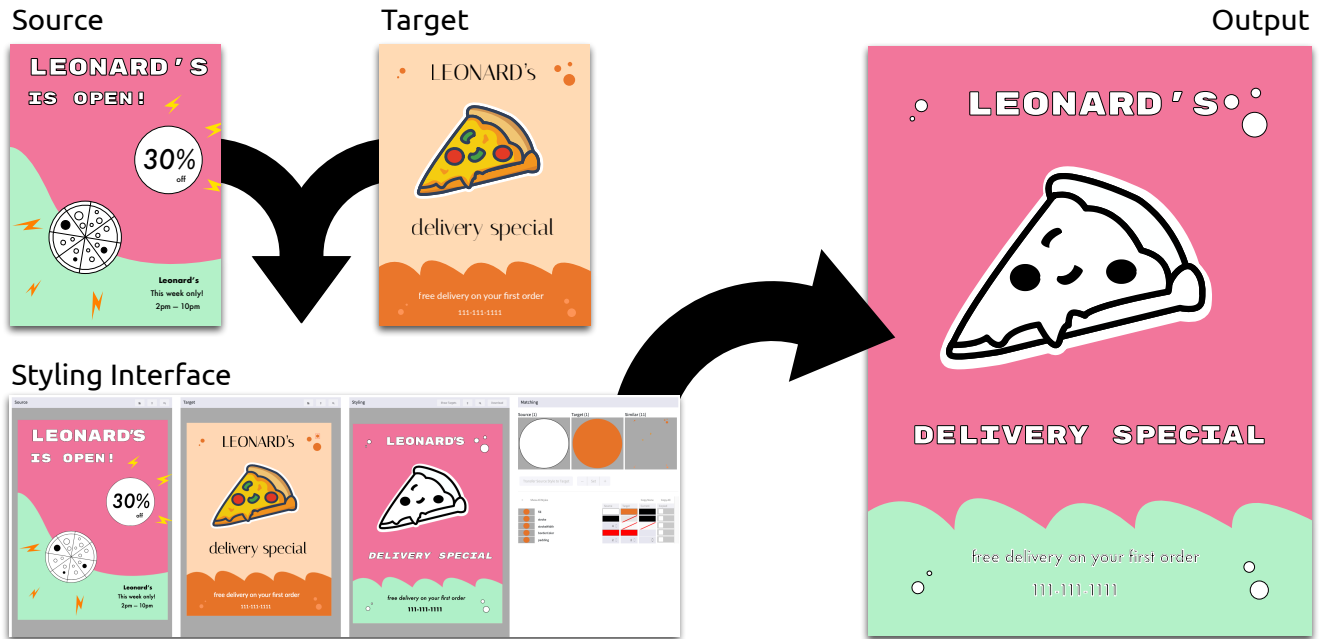 Source
Target
Output
LEONARD'S
IS OPEN!
30%
off
Leonard's
This week only!
2pm — 10pm
LEONARD's
delivery special
free delivery on your first order
111-111-1111
LEONARD'S
DELIVERY SPECIAL
free delivery on your first order
111-111-1111
Styling Interface
Source
Target
Styling
Matching
LEONARD'S
IS OPEN!
30%
off
Leonard's
This week only!
2pm — 10pm
LEONARD's
delivery special
free delivery on your first order
111-111-1111
LEONARD'S
DELIVERY SPECIAL
free delivery on your first order
111-111-1111
Source (1)
Target (1)
Similar (11)
fill
stroke